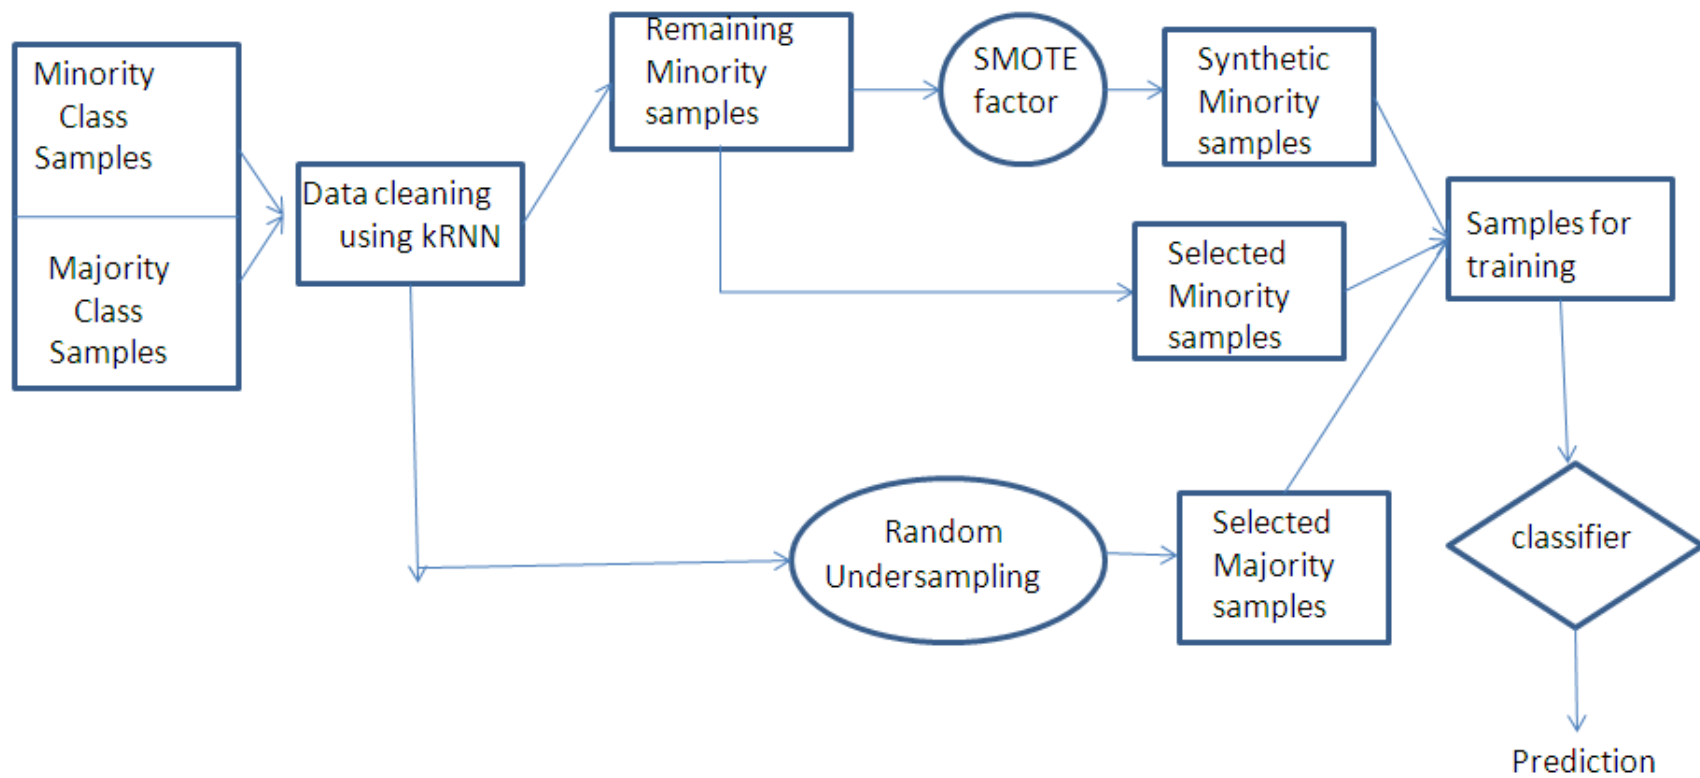 Minority
Class
Samples
Majority
Class
Samples
Data cleaning
using kRNN
Remaining
Minority
samples
SMOTE
factor
Synthetic
Minority
samples
Selected
Minority
samples
Random
Undersampling
Selected
Majority
samples
Samples for
training
classifier
Prediction